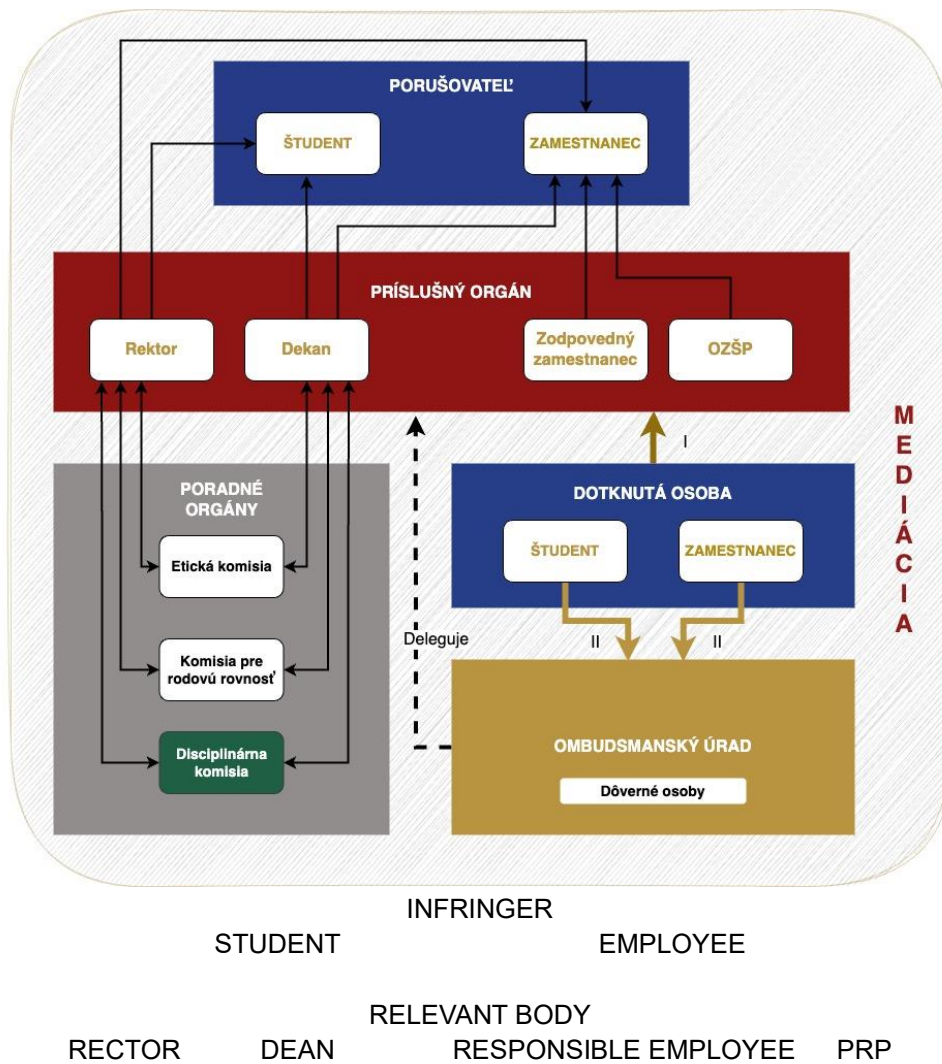 PORUŠOVATEĽ
ŠTUDENT
ZAMESTNANEC
PRÍSLUŠNÝ ORGÁN
Rektor
Dekan
Zodpovedný
zamestnanec
OZŠP
MEDIÁCIA
I
PORADNÉ
ORGÁNY
DOTKNUTÁ OSOBA
ŠTUDENT
ZAMESTNANEC
Etická komisia
Deleguje
II
II
Komisia pre
rodovú rovnosť
OMBUDSMANSKÝ ÚRAD
Disciplinárna
komisia
Dôverné osoby
INFRINGER
STUDENT EMPLOYEE
RELEVANT BODY
RECTOR DEAN RESPONSIBLE EMPLOYEE PRP